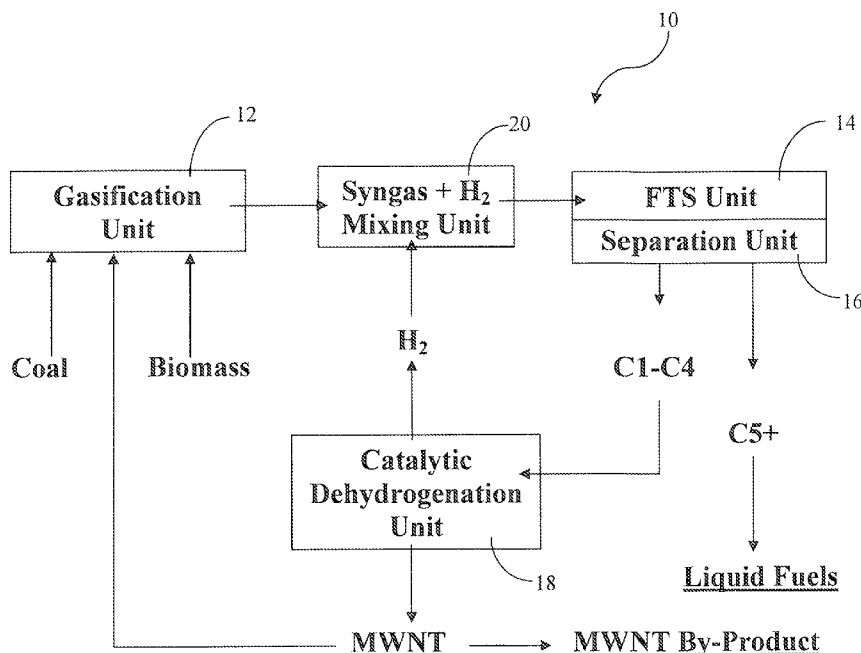 10
12
20
14
Gasification
Unit
Syngas + H₂
Mixing Unit
FTS Unit
Separation Unit
16
Coal
Biomass
H₂
C1-C4
C5+
Catalytic
Dehydrogenation
Unit
18
Liquid Fuels
MWNT
MWNT By-Product